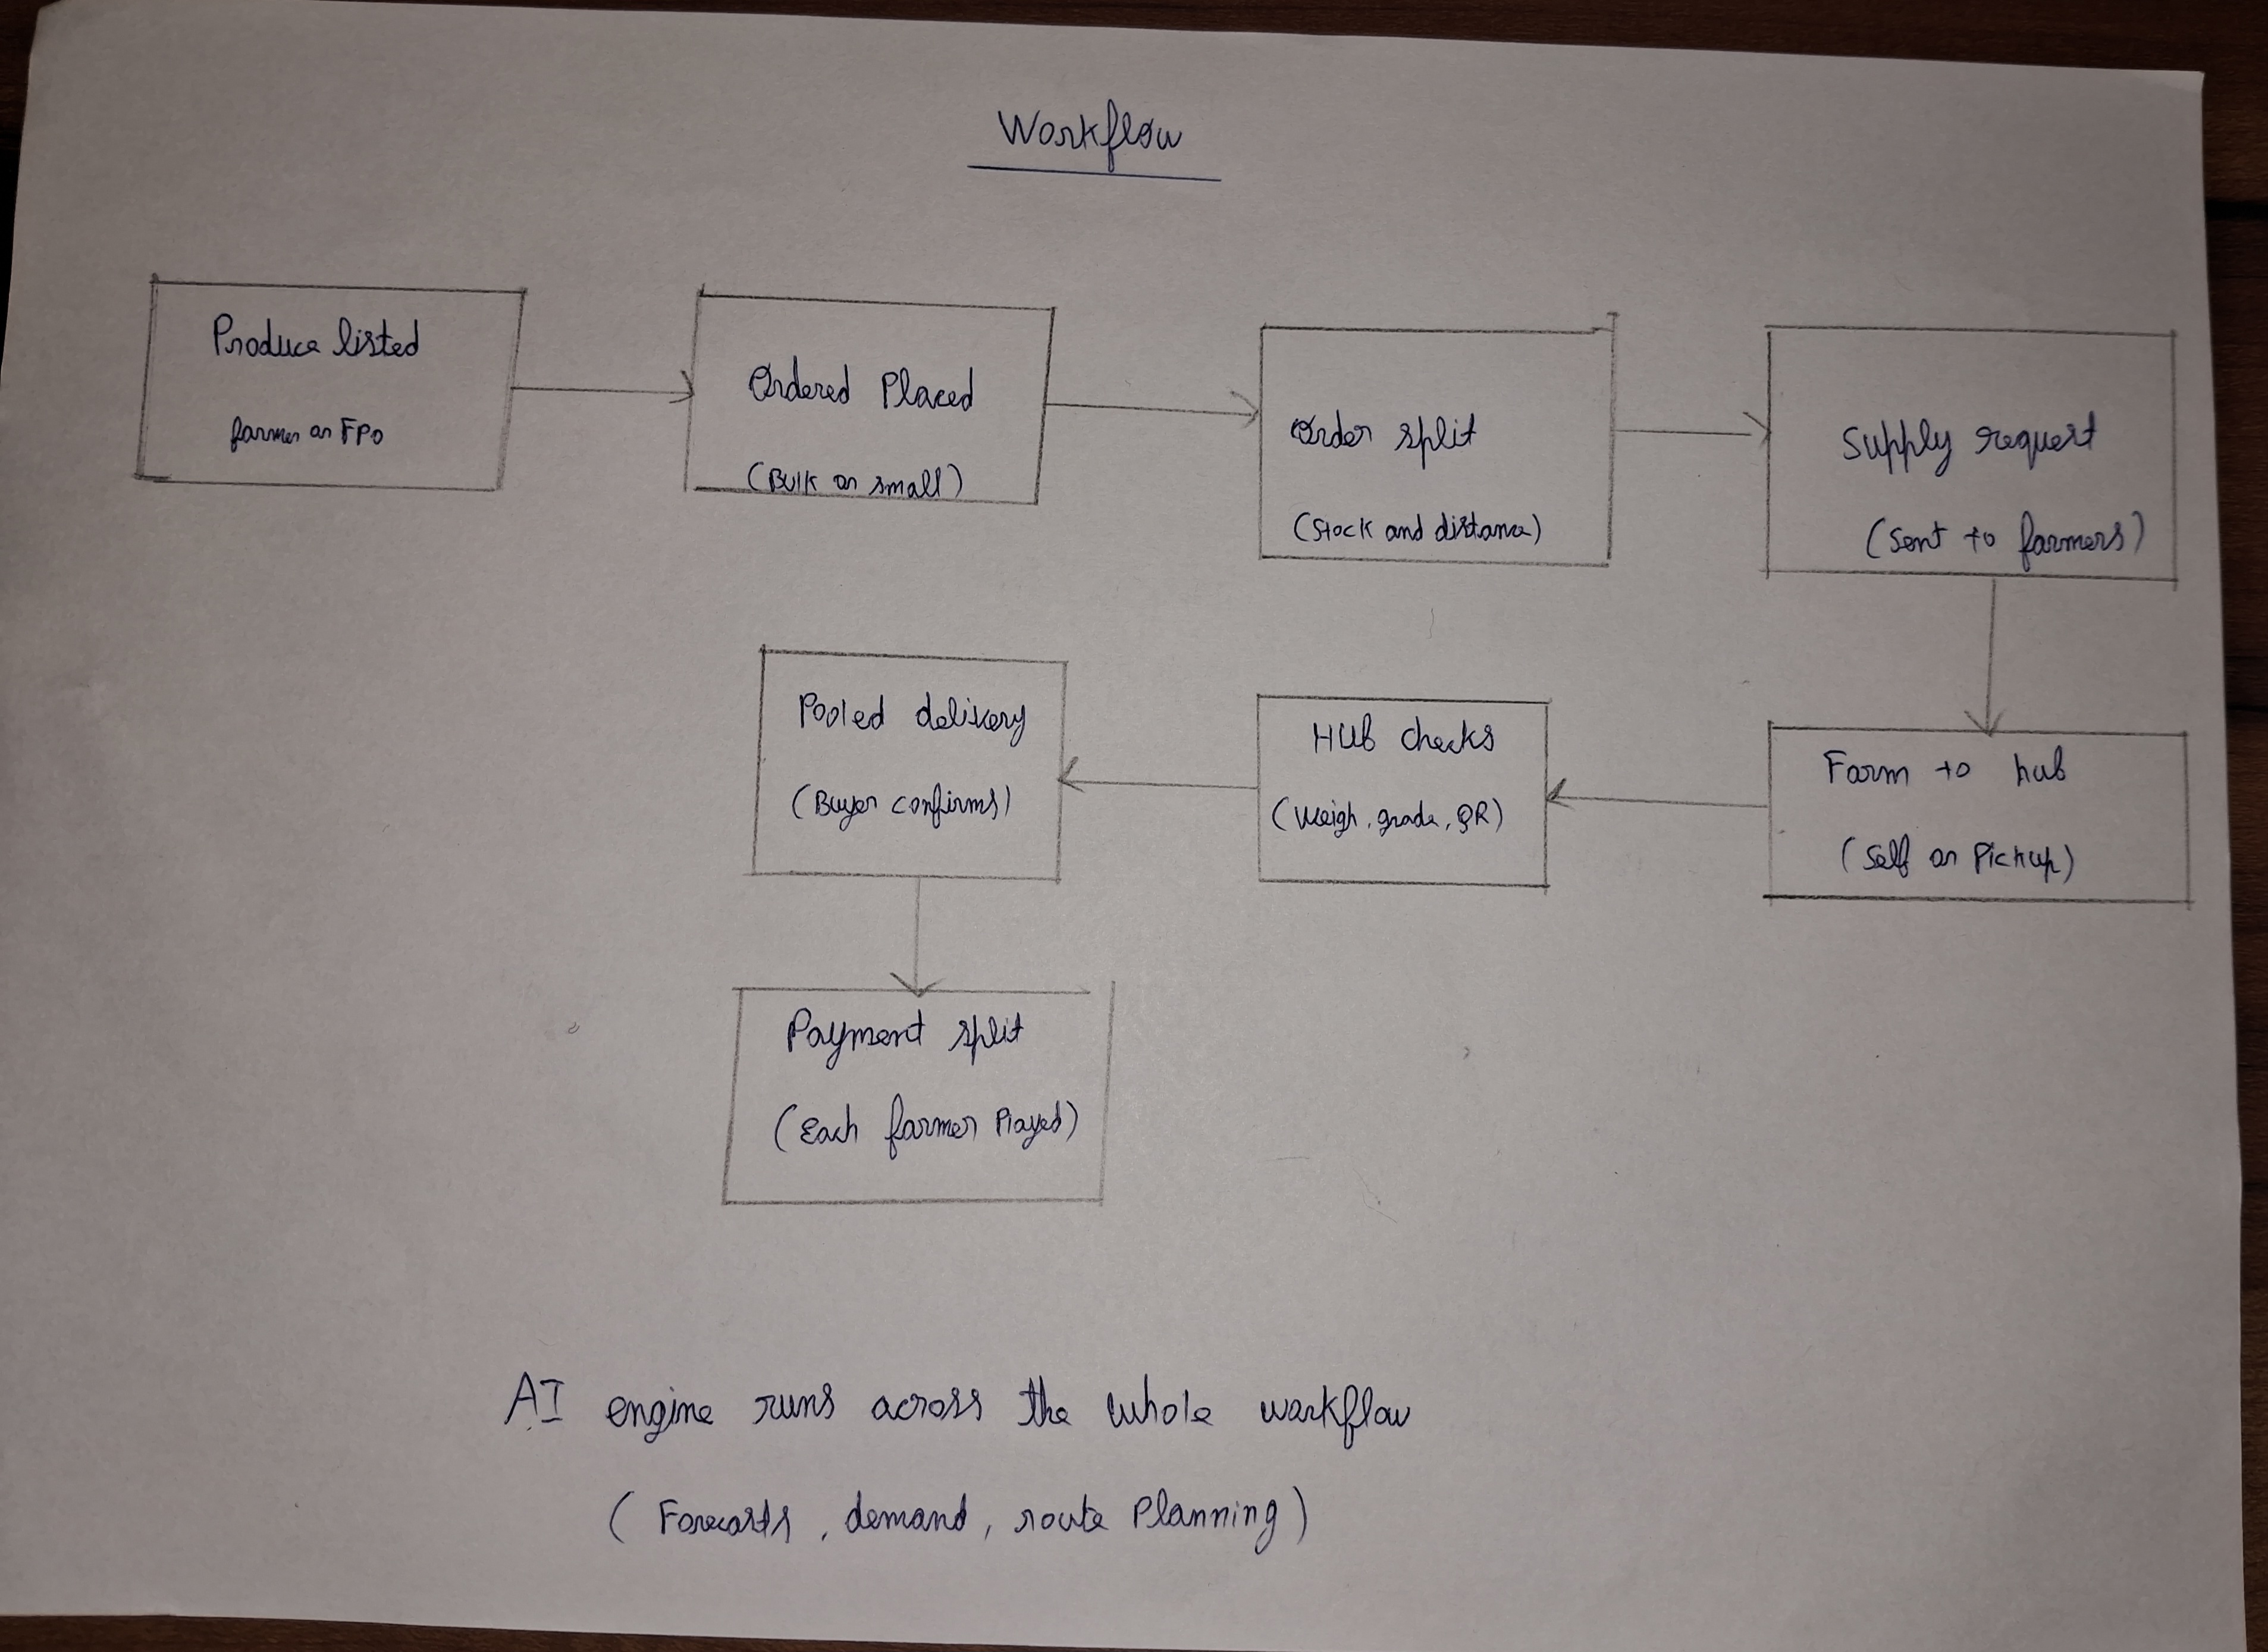 Workflow
Produce listed
farmer or FPO
Ordered Placed
(Bulk or small)
Order split
(Stock and distance)
Supply request
(Sent to farmers)
Farm to hub
(Self or Pickup)
HUB checks
(Weigh, grade, QR)
Pooled delivery
(Buyer confirms)
Payment split
(Each farmer Played)
AI engine runs across the whole workflow
(Forecasts, demand, route Planning)